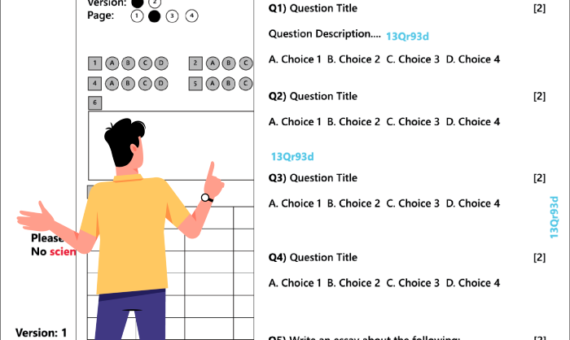 Version: 2
Page: 1 3 4
1 A B C D 2 A B C
4 A B C D 5 A B C
6
Please
No scien
Version: 1
Q1) Question Title [2]
Question Description.... 13Qr93d
A. Choice 1 B. Choice 2 C. Choice 3 D. Choice 4
Q2) Question Title [2]
A. Choice 1 B. Choice 2 C. Choice 3 D. Choice 4
13Qr93d
Q3) Question Title [2]
A. Choice 1 B. Choice 2 C. Choice 3 D. Choice 4
13Qr93d
Q4) Question Title [2]
A. Choice 1 B. Choice 2 C. Choice 3 D. Choice 4
Q5) Write an essay about the following: [2]